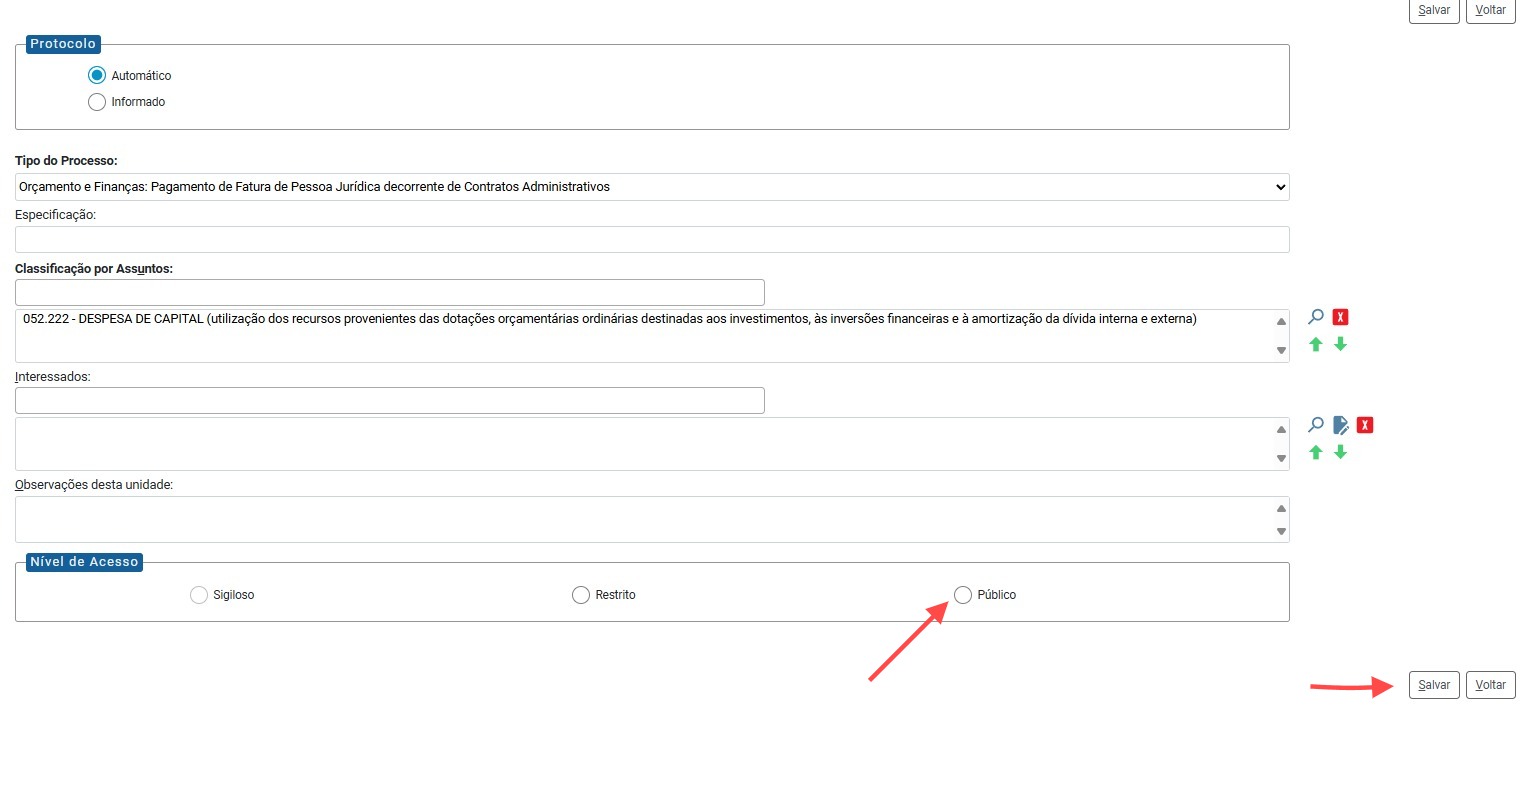 Salvar Voltar
Protocolo
Automático
Informado
Tipo do Processo:
Orçamento e Finanças: Pagamento de Fatura de Pessoa Jurídica decorrente de Contratos Administrativos
Especificação:
Classificação por Assuntos:
052.222 - DESPESA DE CAPITAL (utilização dos recursos provenientes das dotações orçamentárias ordinárias destinadas aos investimentos, às inversões financeiras e à amortização da dívida interna e externa)
Interessados:
Observações desta unidade:
Nível de Acesso
Sigiloso Restrito Público
Salvar Voltar